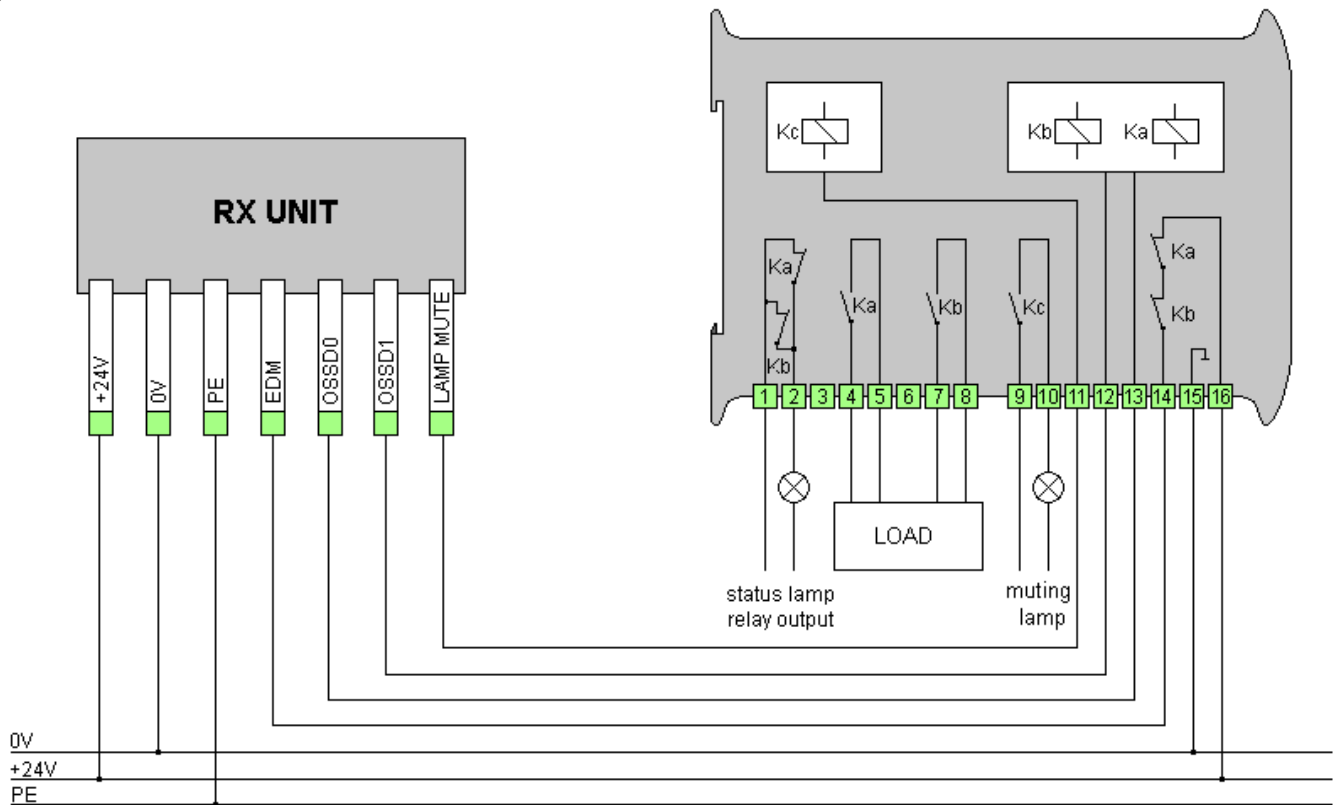 Kc
Kb
Ka
RX UNIT
Ka
Kb
Ka
Kb
Kc
Ka
Kb
+24V
0V
PE
EDM
OSSD0
OSSD1
LAMP MUTE
1 2 3 4 5 6 7 8 9 10 11 12 13 14 15 16
LOAD
status lamp
relay output
muting
lamp
0V
+24V
PE